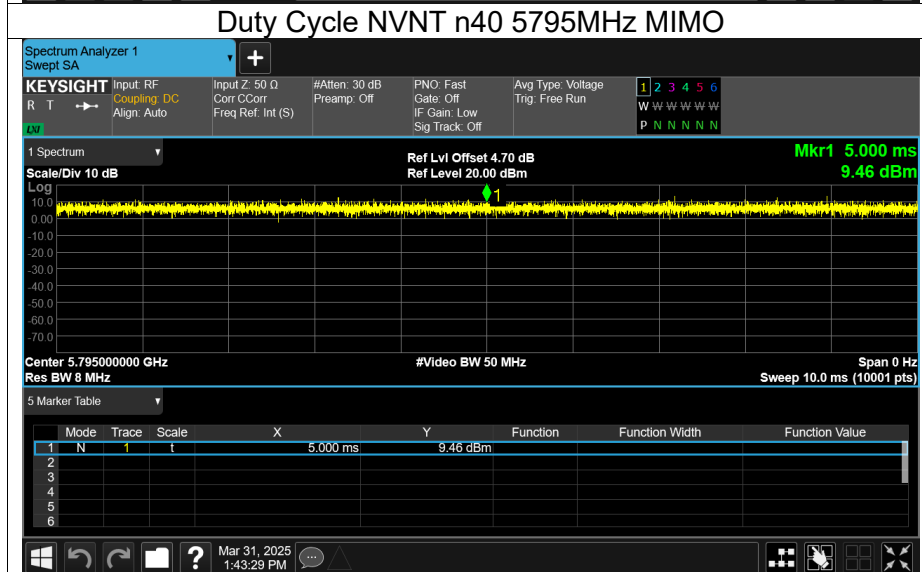 Duty Cycle NVNT n40 5795MHz MIMO
Spectrum Analyzer 1
Swept SA
+
KEYSIGHT Input: RF Input Z: 50 Ω #Atten: 30 dB PNO: Fast Avg Type: Voltage 1 2 3 4 5 6
R T Coupling: DC Corr CCorr Preamp: Off Gate: Off Trig: Free Run W W W W W W
Align: Auto Freq Ref: Int (S) IF Gain: Low
LXI Sig Track: Off P N N N N N
1 Spectrum Ref Lvl Offset 4.70 dB Mkr1 5.000 ms
Scale/Div 10 dB Ref Level 20.00 dBm 9.46 dBm
Log
1
10.0
0.00
-10.0
-20.0
-30.0
-40.0
-50.0
-60.0
-70.0
Center 5.795000000 GHz #Video BW 50 MHz Span 0 Hz
Res BW 8 MHz Sweep 10.0 ms (10001 pts)
5 Marker Table
Mode Trace Scale X Y Function Function Width Function Value
1 N 1 t 5.000 ms 9.46 dBm
2
3
4
5
6
? Mar 31, 2025
1:43:29 PM